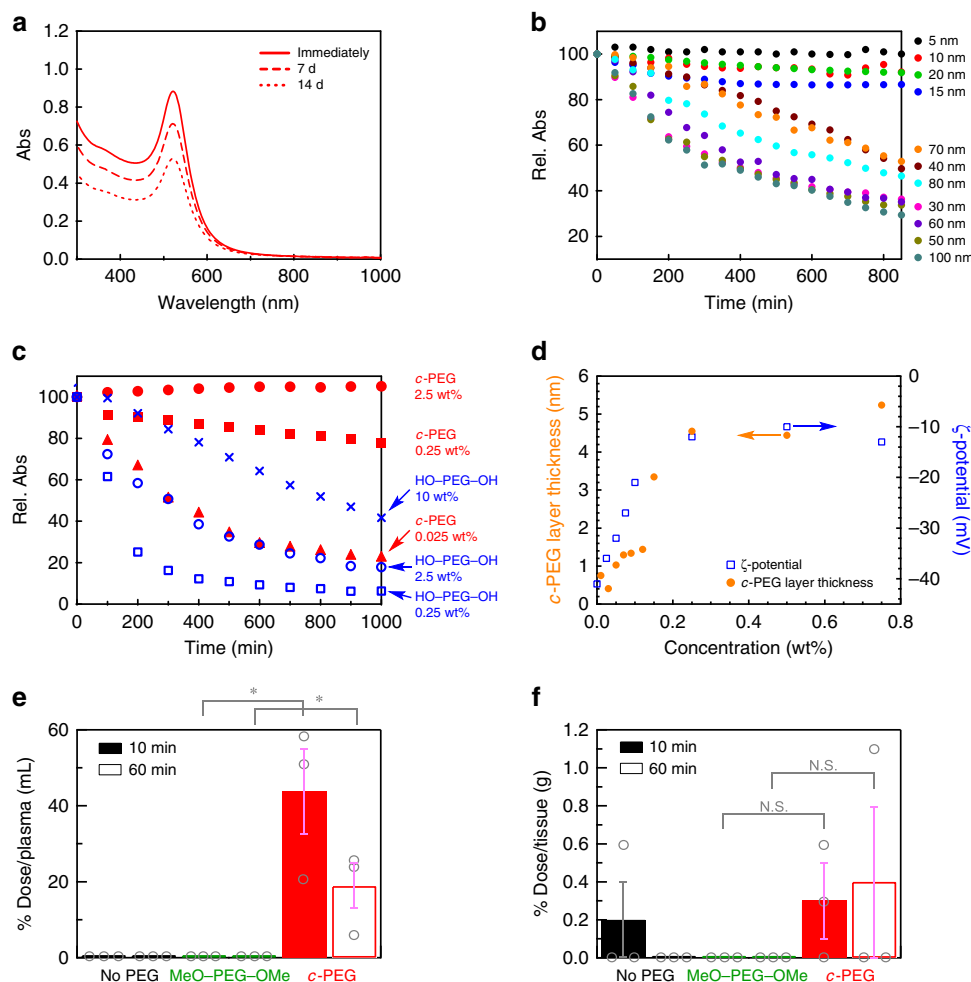 a
1.2
1.0
0.8
0.6
0.4
0.2
0.0
Abs
Immediately
7 d
14 d
400
600
800
1000
Wavelength (nm)
b
100
80
60
40
20
Rel. Abs
0
200
400
600
800
Time (min)
5 nm
10 nm
20 nm
15 nm
70 nm
40 nm
80 nm
30 nm
60 nm
50 nm
100 nm
c
100
80
60
40
20
0
Rel. Abs
0
200
400
600
800
1000
Time (min)
c-PEG
2.5 wt%
c-PEG
0.25 wt%
HO–PEG–OH
10 wt%
c-PEG
0.025 wt%
HO–PEG–OH
2.5 wt%
HO–PEG–OH
0.25 wt%
d
6
5
4
3
2
1
0
c-PEG layer thickness (nm)
0
−10
−20
−30
−40
ζ-potential (mV)
ζ-potential
c-PEG layer thickness
0.0
0.2
0.4
0.6
0.8
Concentration (wt%)
e
*
*
60
40
20
0
% Dose/plasma (mL)
10 min
60 min
No PEG
MeO–PEG–OMe
c-PEG
f
1.2
1.0
0.8
0.6
0.4
0.2
0.0
% Dose/tissue (g)
10 min
60 min
N.S.
N.S.
No PEG
MeO–PEG–OMe
c-PEG